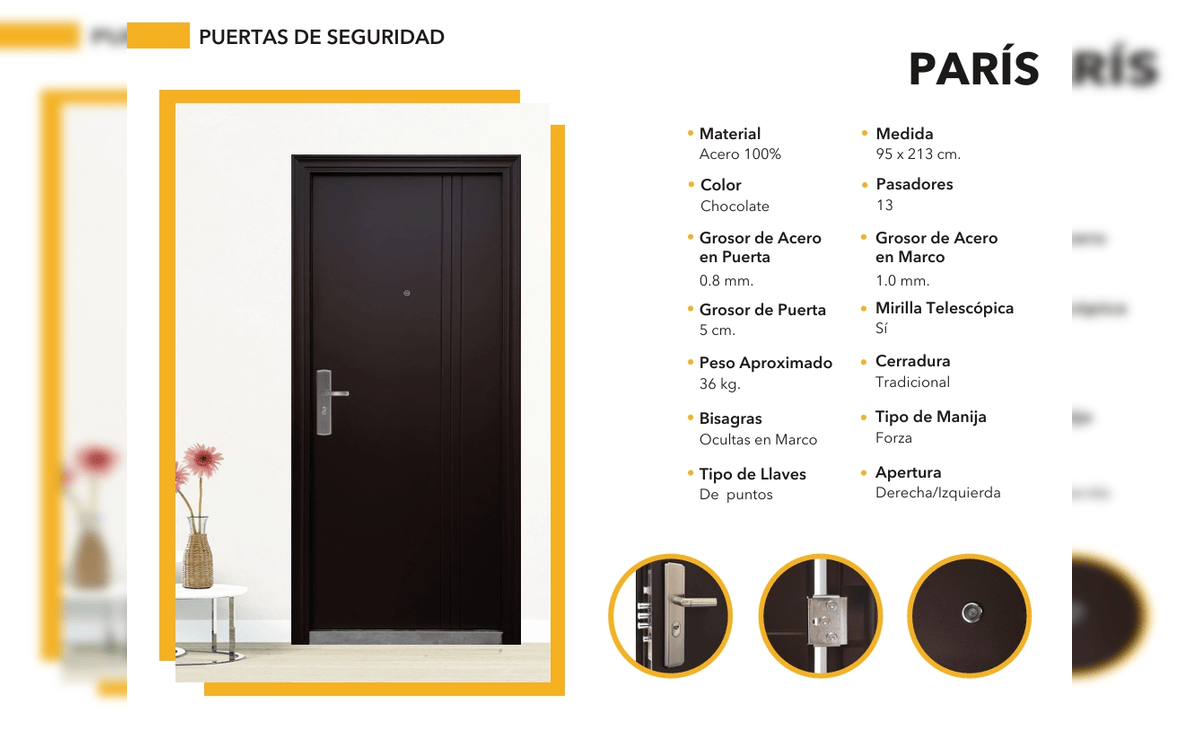 PUERTAS DE SEGURIDAD
PARÍS
Material
Acero 100%
Color
Chocolate
Grosor de Acero
en Puerta
0.8 mm.
Grosor de Puerta
5 cm.
Peso Aproximado
36 kg.
Bisagras
Ocultas en Marco
Tipo de Llaves
De puntos
Medida
95 x 213 cm.
Pasadores
13
Grosor de Acero
en Marco
1.0 mm.
Mirilla Telescópica
Sí
Cerradura
Tradicional
Tipo de Manija
Forza
Apertura
Derecha/Izquierda